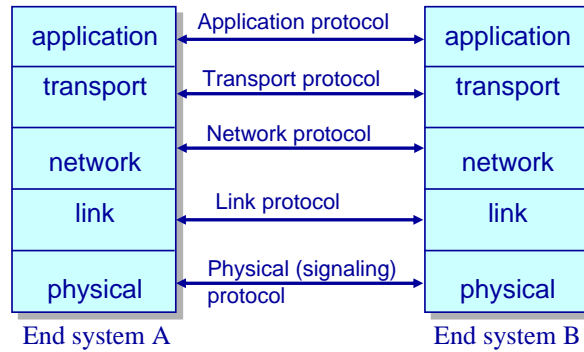 Application protocol
application
application
transport
Transport protocol
transport
Network protocol
network
network
link
Link protocol
link
Physical (signaling)
protocol
physical
physical
End system A
End system B